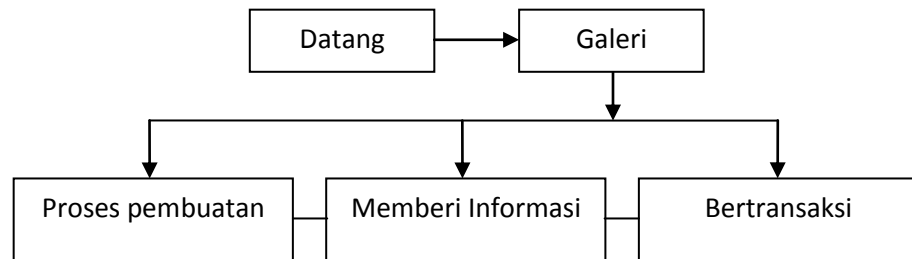 Datang
Galeri
Proses pembuatan
Memberi Informasi
Bertransaksi